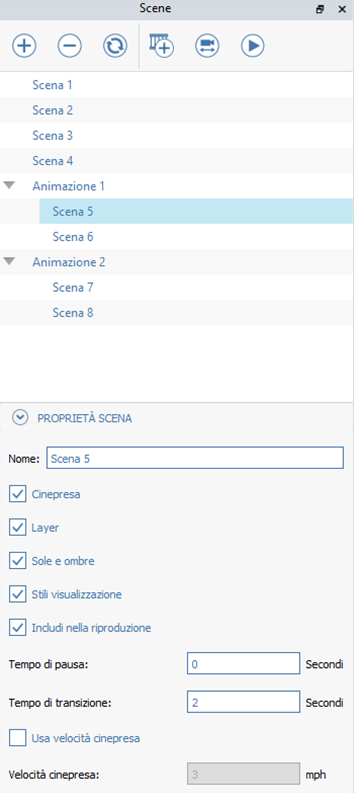 Scene
Scena 1
Scena 2
Scena 3
Scena 4
Animazione 1
Scena 5
Scena 6
Animazione 2
Scena 7
Scena 8
PROPRIETÀ SCENA
Nome: Scena 5
Cinepresa
Layer
Sole e ombre
Stili visualizzazione
Includi nella riproduzione
Tempo di pausa: 0 Secondi
Tempo di transizione: 2 Secondi
Usa velocità cinepresa
Velocità cinepresa: 3 mph